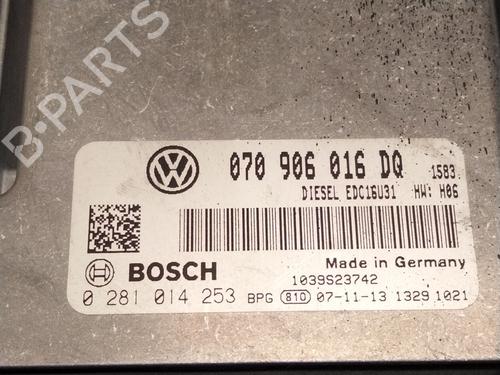 B-PARTS
070 906 016 DQ 1583
DIESEL EDC16U31 HW: H06
BOSCH
Made in Germany
1039S23742
0 281 014 253 BPG 810 07-11-13 1329 1021